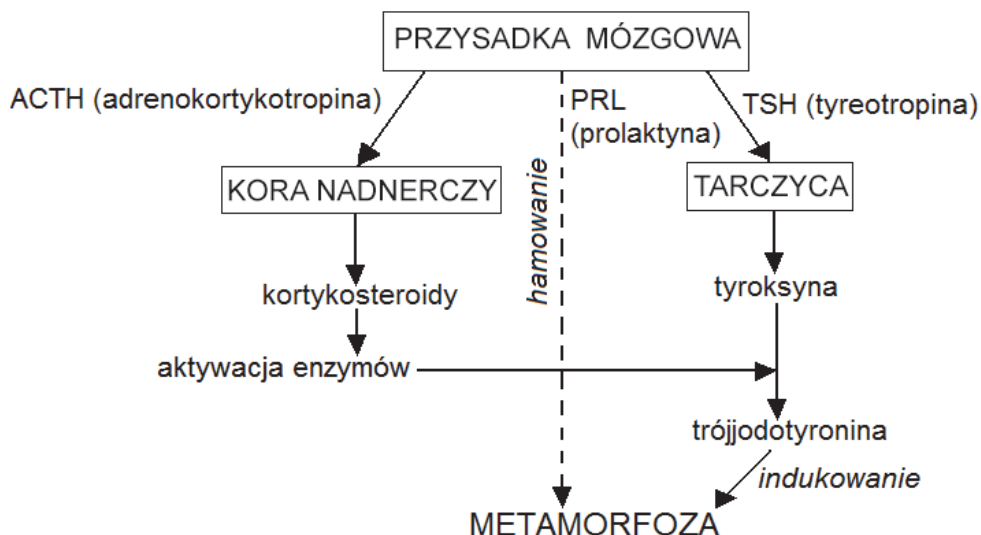 PRZYSADKA MÓZGOWA
ACTH (adrenokortykotropina)
PRL
(prolaktyna)
TSH (tyreotropina)
KORA NADNERCZY
hamowanie
TARCZYCA
kortykosteroidy
tyroksyna
aktywacja enzymów
trójjodotyronina
indukowanie
METAMORFOZA